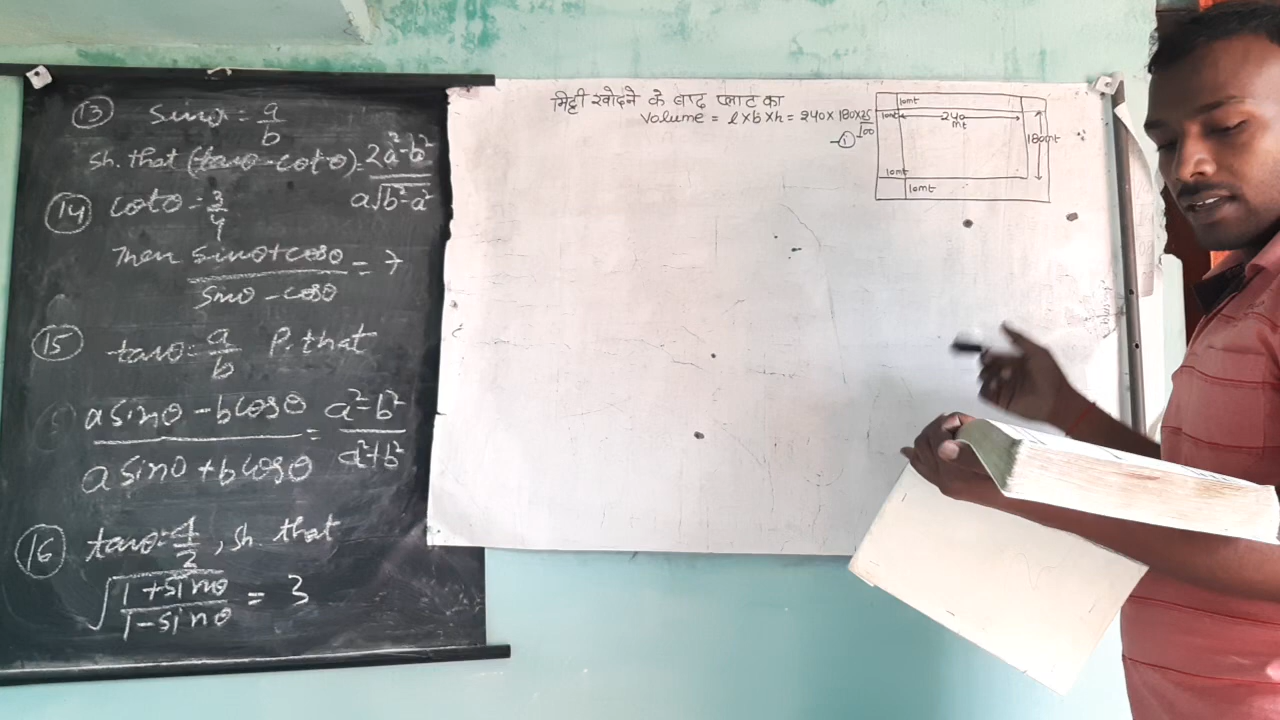 13 sinθ = a/b
sh. that (tanθ - cotθ) = 2a²-b² / a√b²-a²
14 cotθ = 3/4
Then sinθ+cosθ / sinθ-cosθ = 7
15 tanθ = a/b P. that
asinθ - bcosθ / asinθ + bcosθ = a²-b² / a²+b²
16 tanθ = /2, sh that
√1+sinθ / 1-sinθ = 3
मिट्टी खोदने के बाद प्लाट का
Volume = l×b×h = 240×180×25/100
-①
10mt
10mt
240
mt
180mt
10mt
10mt